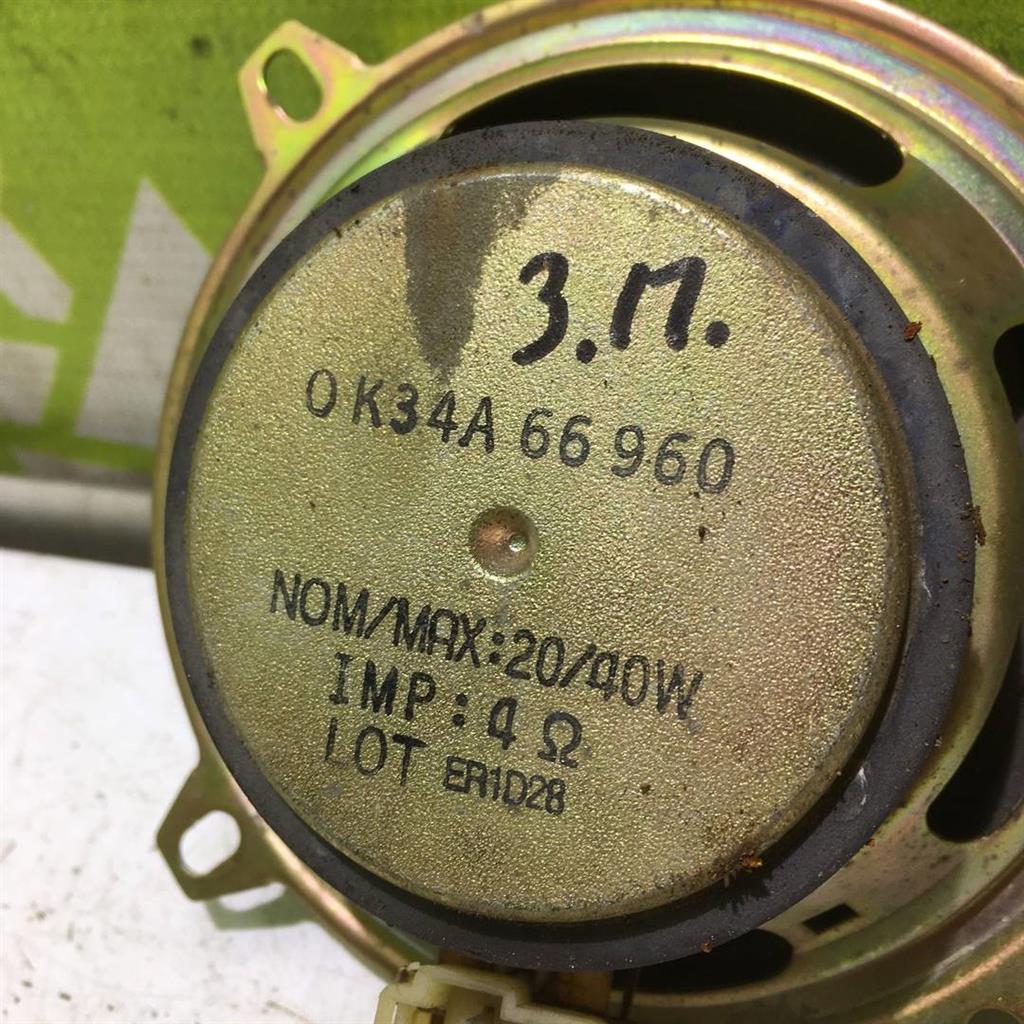 З.П.
0K34A 66 960
NOM/MAX:20/40W
IMP: 4 Ω
LOT ER1D28